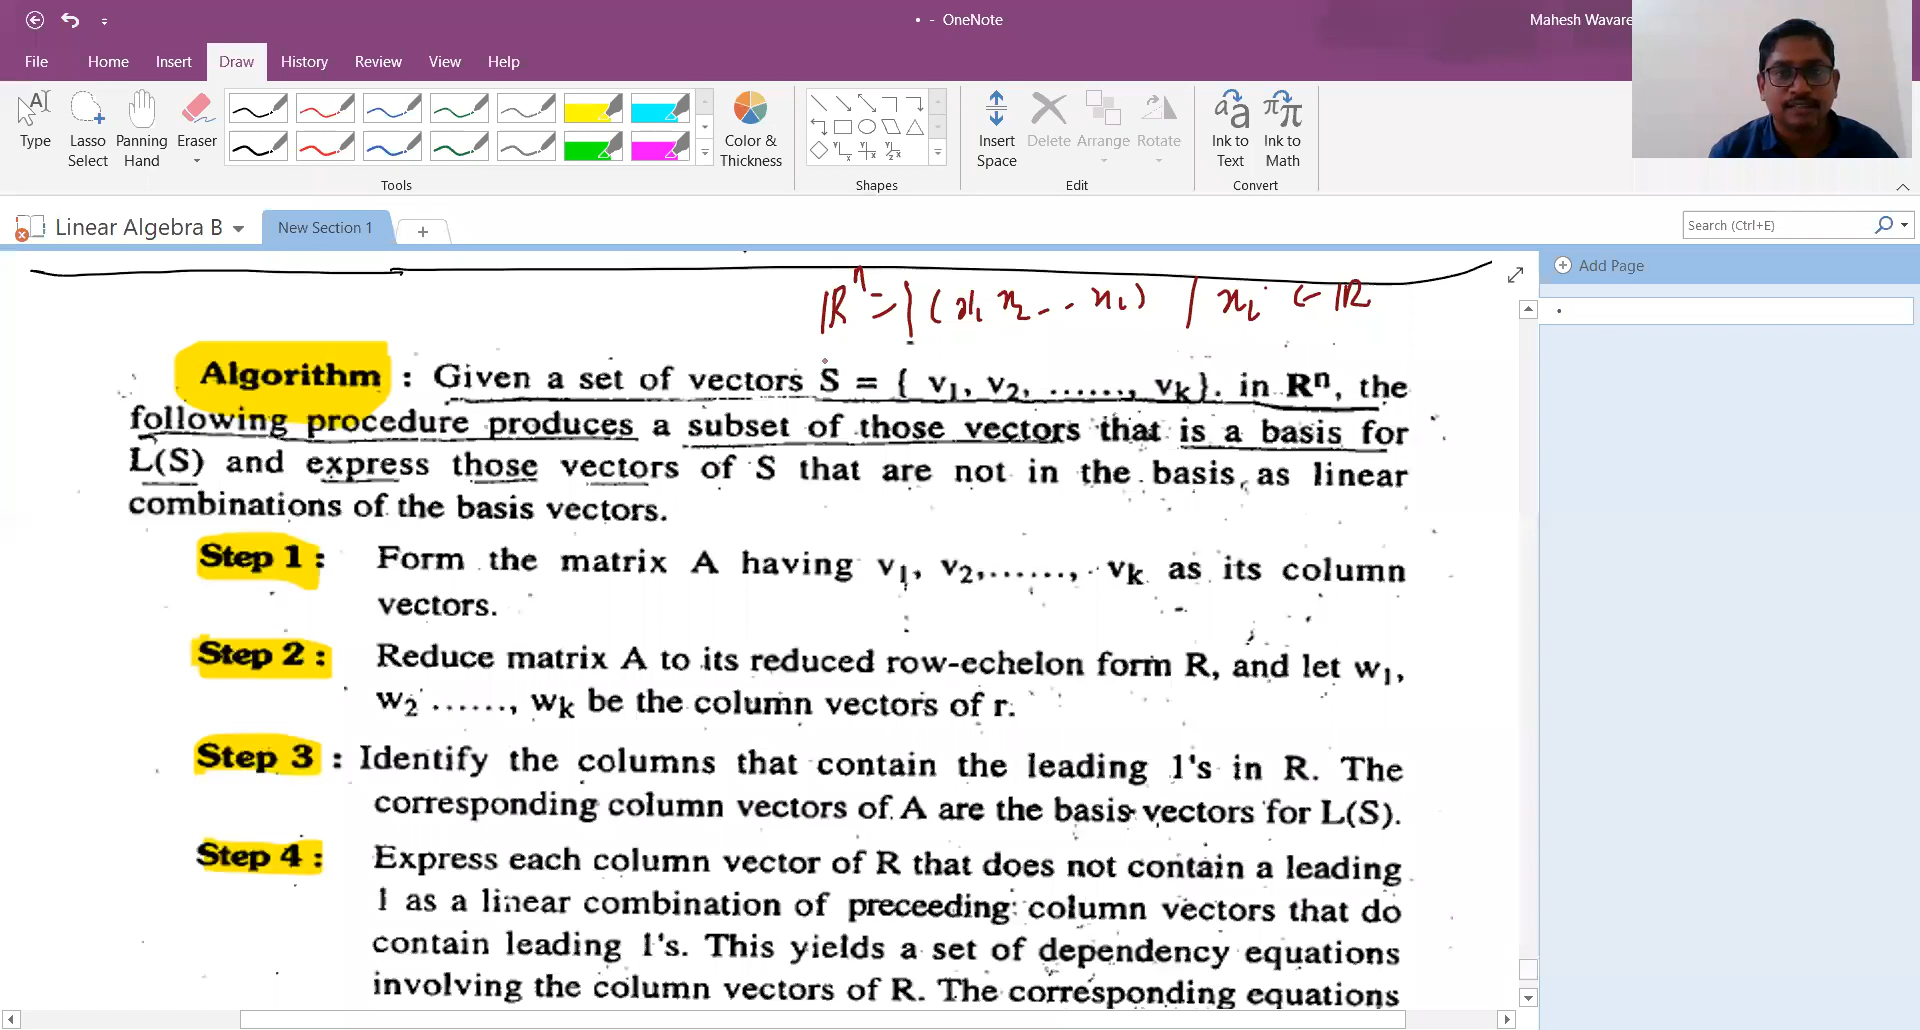 • - OneNote
Mahesh Wavare
File Home Insert Draw History Review View Help
Type Lasso Select Panning Hand Eraser Color & Thickness Insert Space Delete Arrange Rotate Ink to Text Ink to Math
Tools Shapes Edit Convert
Linear Algebra B New Section 1 + Search (Ctrl+E)
Add Page
ℝⁿ = { (x₁ x₂ - .. xₙ) | xᵢ ∈ ℝ
Algorithm : Given a set of vectors S = { v₁, v₂, ......, vₖ}. in Rⁿ, the
following procedure produces a subset of those vectors that is a basis for
L(S) and express those vectors of S that are not in the basis, as linear
combinations of the basis vectors.
Step 1 : Form the matrix A having v₁, v₂,......, vₖ as its column
vectors.
Step 2 : Reduce matrix A to its reduced row-echelon form R, and let w₁,
w₂ ......, wₖ be the column vectors of r.
Step 3 : Identify the columns that contain the leading 1's in R. The
corresponding column vectors of A are the basis vectors for L(S).
Step 4 : Express each column vector of R that does not contain a leading
1 as a linear combination of preceeding column vectors that do
contain leading 1's. This yields a set of dependency equations
involving the column vectors of R. The corresponding equations